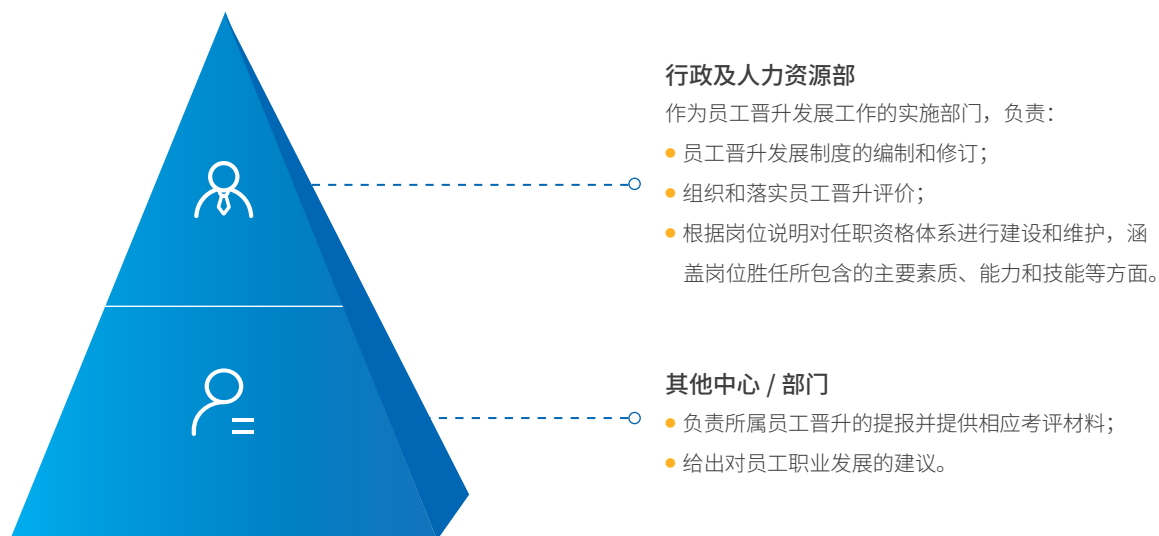 行政及人力资源部
作为员工晋升发展工作的实施部门，负责：
员工晋升发展制度的编制和修订；
组织和落实员工晋升评价；
根据岗位说明对任职资格体系进行建设和维护，涵
盖岗位胜任所包含的主要素质、能力和技能等方面。
其他中心 / 部门
负责所属员工晋升的提报并提供相应考评材料；
给出对员工职业发展的建议。